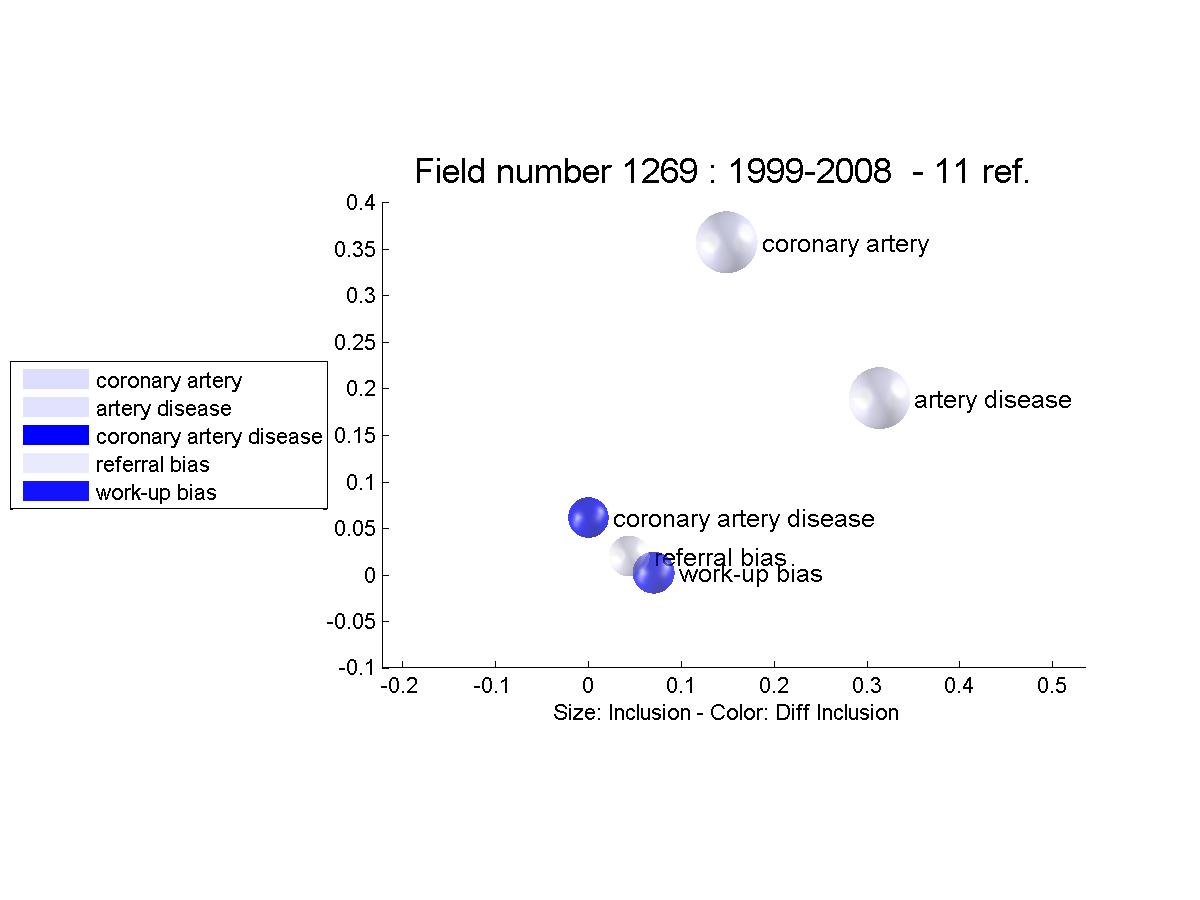 Field number 1269 : 1999-2008 - 11 ref.
0.4
0.35
0.3
0.25
0.2
0.15
0.1
0.05
0
-0.05
-0.1
-0.2
-0.1
0
0.1
0.2
0.3
0.4
0.5
Size: Inclusion - Color: Diff Inclusion
coronary artery
artery disease
coronary artery disease
referral bias
work-up bias
coronary artery
artery disease
coronary artery disease
referral bias
work-up bias